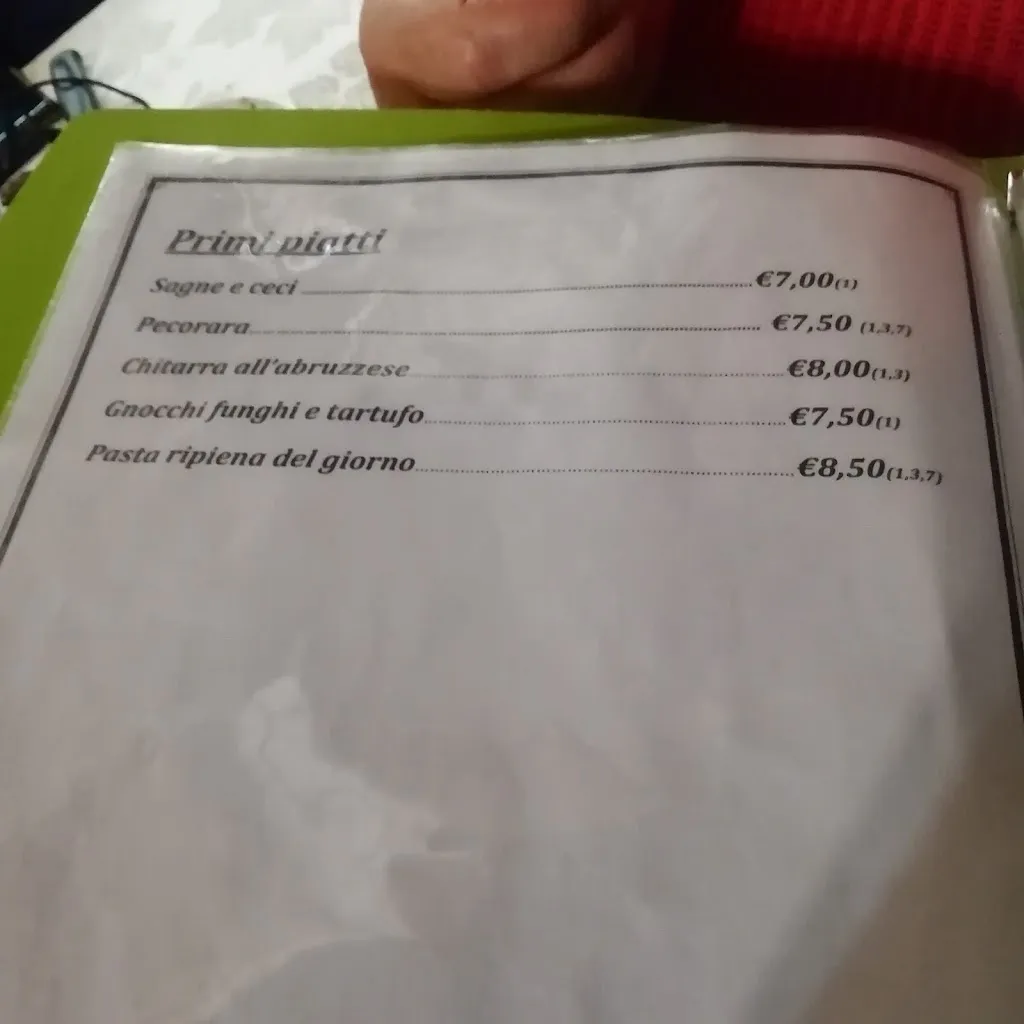 Primi piatti
Sagne e ceci ........ €7,00(1)
Pecorara ........ €7,50 (1,3,7)
Chitarra all'abruzzese ........ €8,00(1,3)
Gnocchi funghi e tartufo ........ €7,50(1)
Pasta ripiena del giorno ........ €8,50(1,3,7)